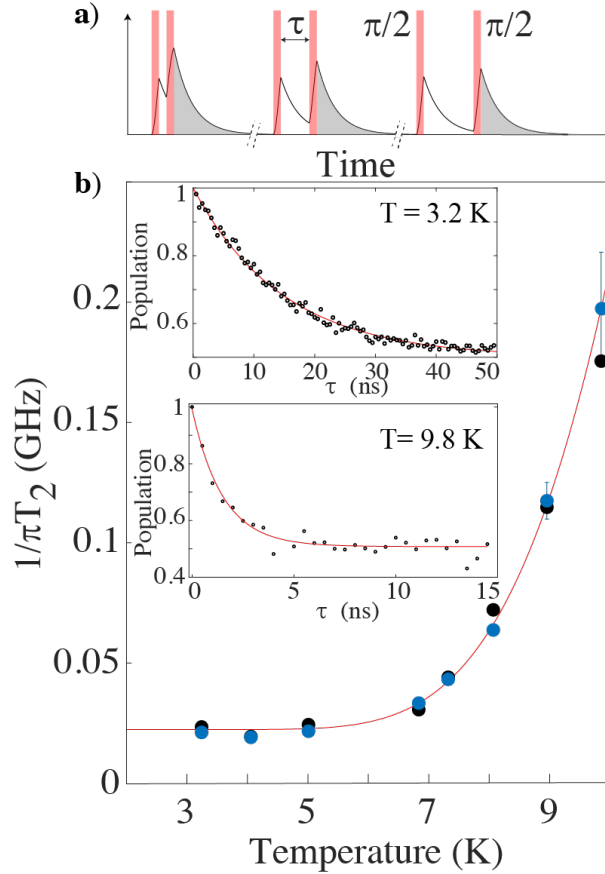 a)
τ
π/2
π/2
Time
b)
1/πT2 (GHz)
0.2
0.15
0.1
0.05
0
3
5
7
9
Temperature (K)
Population
1
0.8
0.6
T = 3.2 K
0
10
20
30
40
50
τ (ns)
Population
1
0.8
0.6
0.4
T= 9.8 K
0
5
10
15
τ (ns)